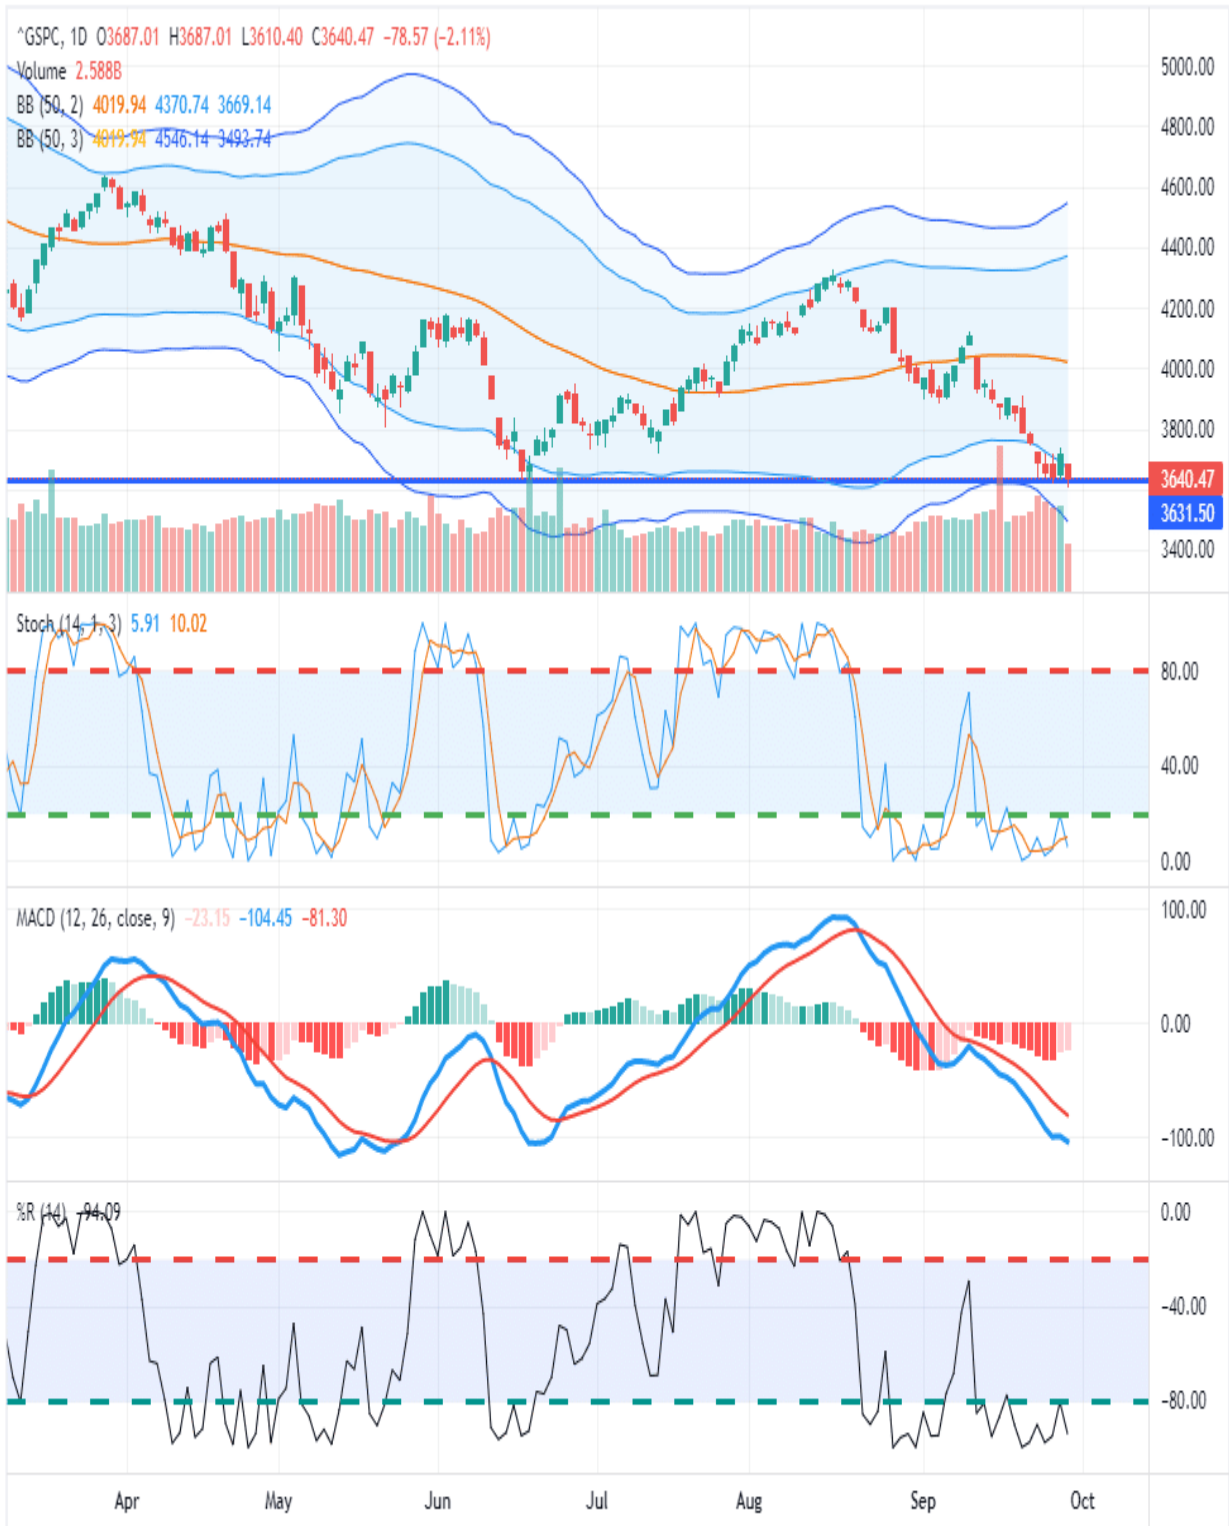 ^GSPC, 1D O3687.01 H3687.01 L3610.40 C3640.47 −78.57 (−2.11%)
Volume 2.588B
BB (50, 2) 4019.94 4370.74 3669.14
BB (50, 3) 4019.94 4546.14 3493.74
5000.00
4800.00
4600.00
4400.00
4200.00
4000.00
3800.00
3640.47
3631.50
3400.00
Stoch (14, 1, 3) 5.91 10.02
80.00
40.00
0.00
MACD (12, 26, close, 9) −23.15 −104.45 −81.30
100.00
0.00
−100.00
%R (14) −94.09
0.00
−40.00
−80.00
Apr May Jun Jul Aug Sep Oct